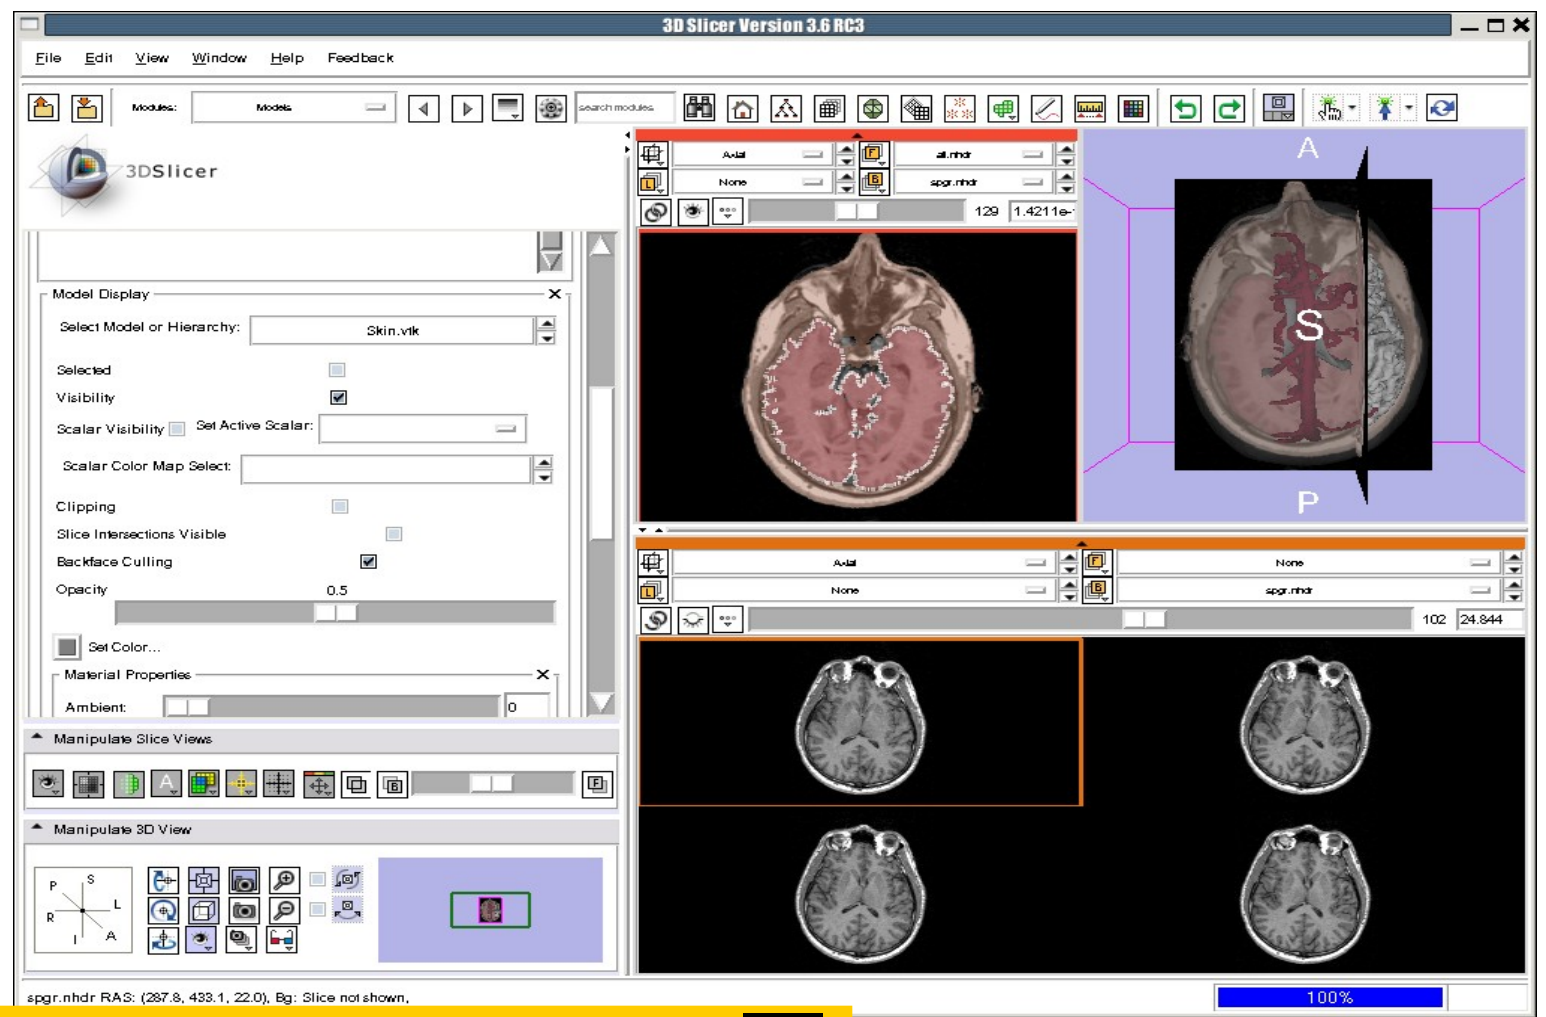 3D Slicer Version 3.6 RC3
File Edit View Window Help Feedback
Modules: Models search modules
3DSlicer
Model Display
Select Model or Hierarchy: Skin.vtk
Selected
Visibility
Scalar Visibility Set Active Scalar:
Scalar Color Map Select:
Clipping
Slice Intersections Visible
Backface Culling
Opacity 0.5
Set Color...
Material Properties
Ambient: 0
Manipulate Slice Views
A B F
Manipulate 3D View
P S
R L
I A
Axial F all.nhdr
L None B spgr.nhdr
129 1.4211e-
A
S
P
Axial F None
L None B spgr.nhdr
102 24.844
spgr.nhdr RAS: (287.8, 433.1, 22.0), Bg: Slice not shown,
100%